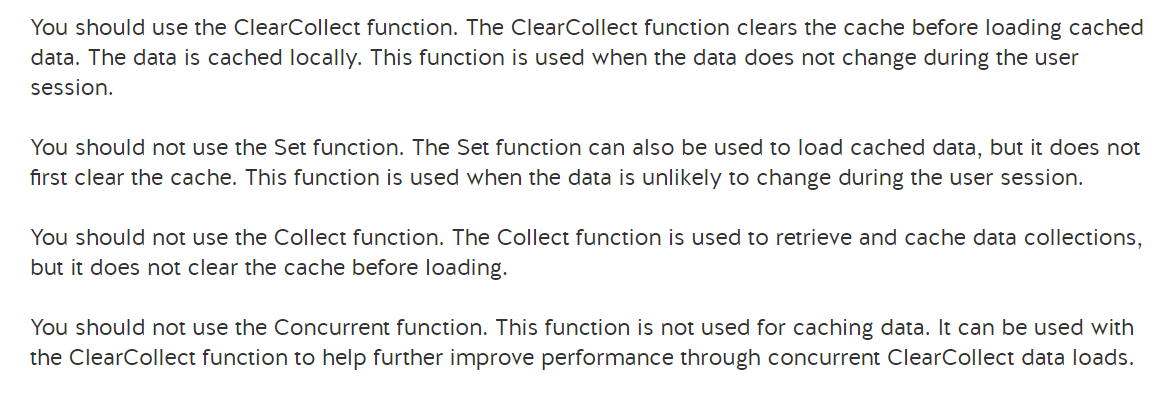 You should use the ClearCollect function. The ClearCollect function clears the cache before loading cached
data. The data is cached locally. This function is used when the data does not change during the user
session.
You should not use the Set function. The Set function can also be used to load cached data, but it does not
first clear the cache. This function is used when the data is unlikely to change during the user session.
You should not use the Collect function. The Collect function is used to retrieve and cache data collections,
but it does not clear the cache before loading.
You should not use the Concurrent function. This function is not used for caching data. It can be used with
the ClearCollect function to help further improve performance through concurrent ClearCollect data loads.